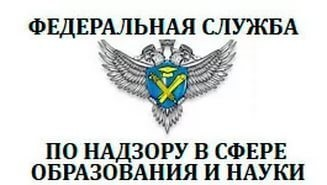 ФЕДЕРАЛЬНАЯ СЛУЖБА
ПО НАДЗОРУ В СФЕРЕ
ОБРАЗОВАНИЯ И НАУКИ